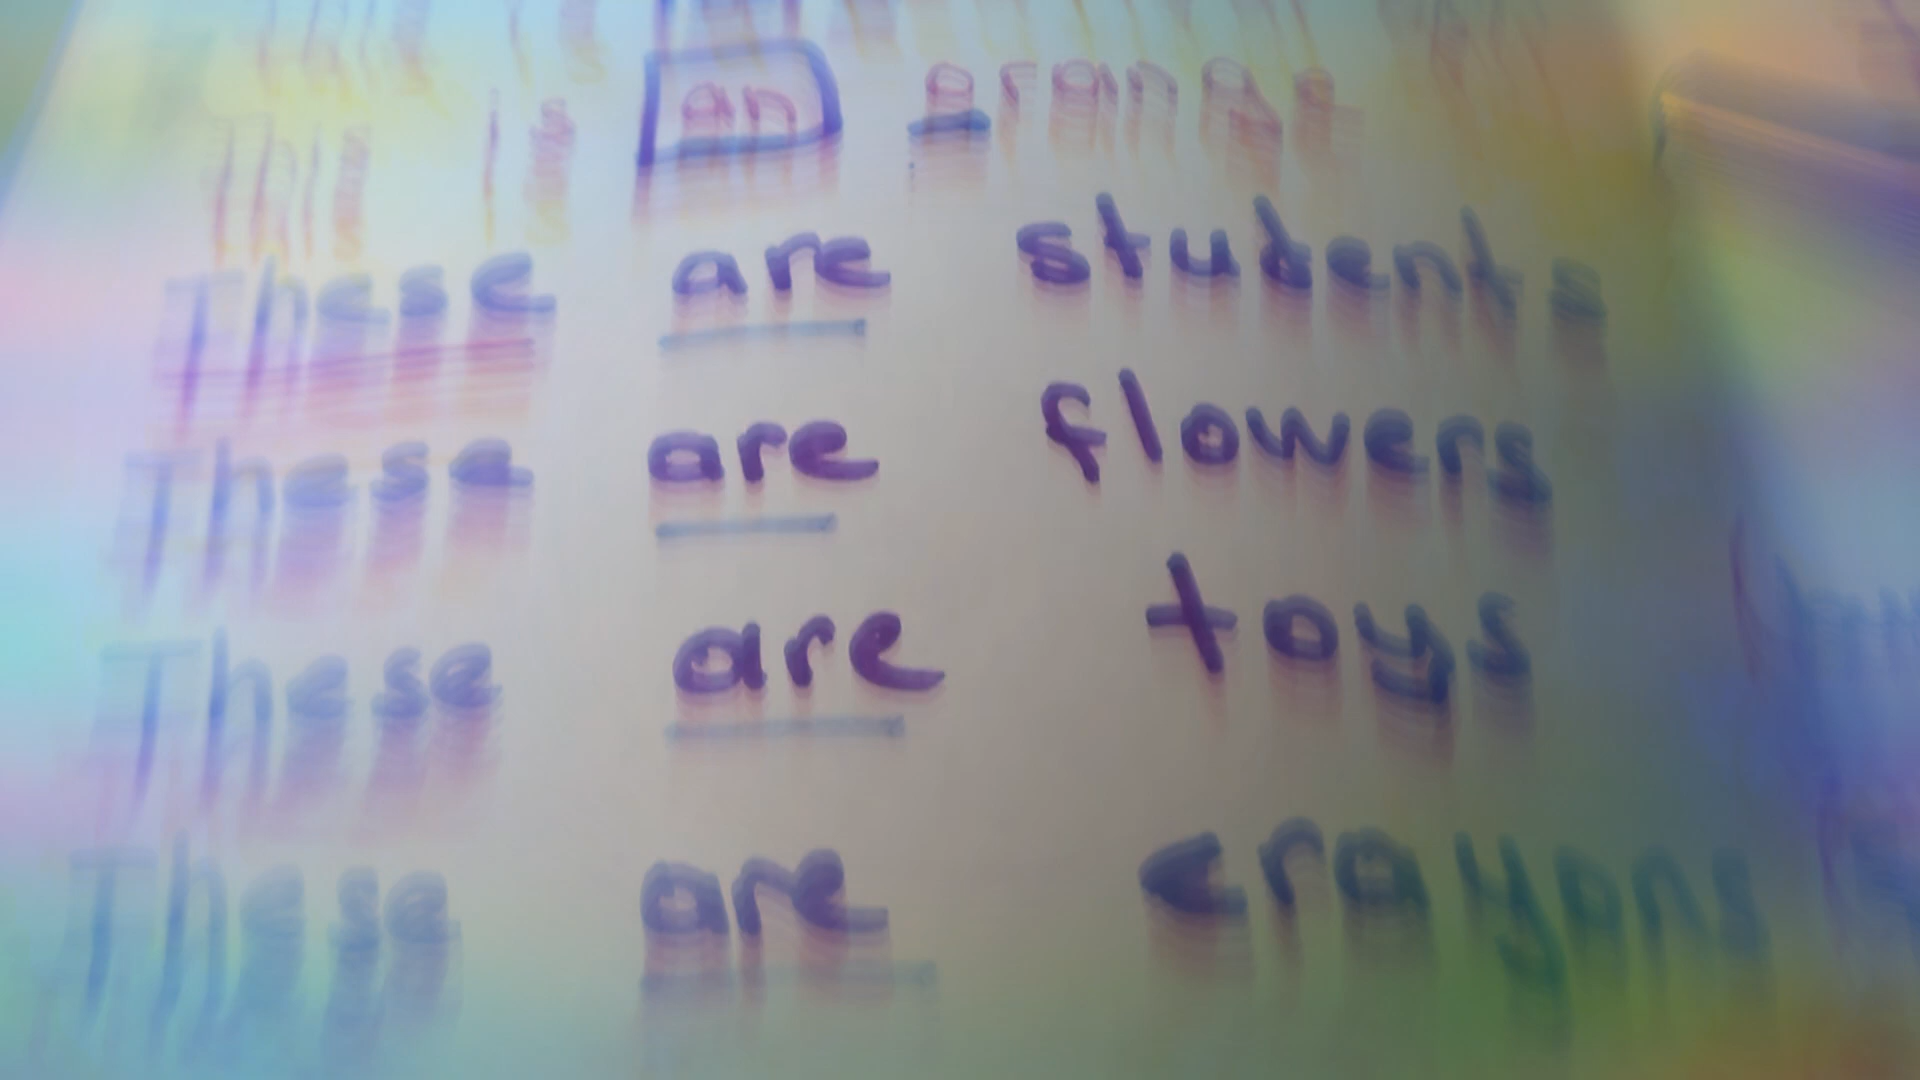 This is an orange
These are students
These are flowers
These are toys
These are crayons